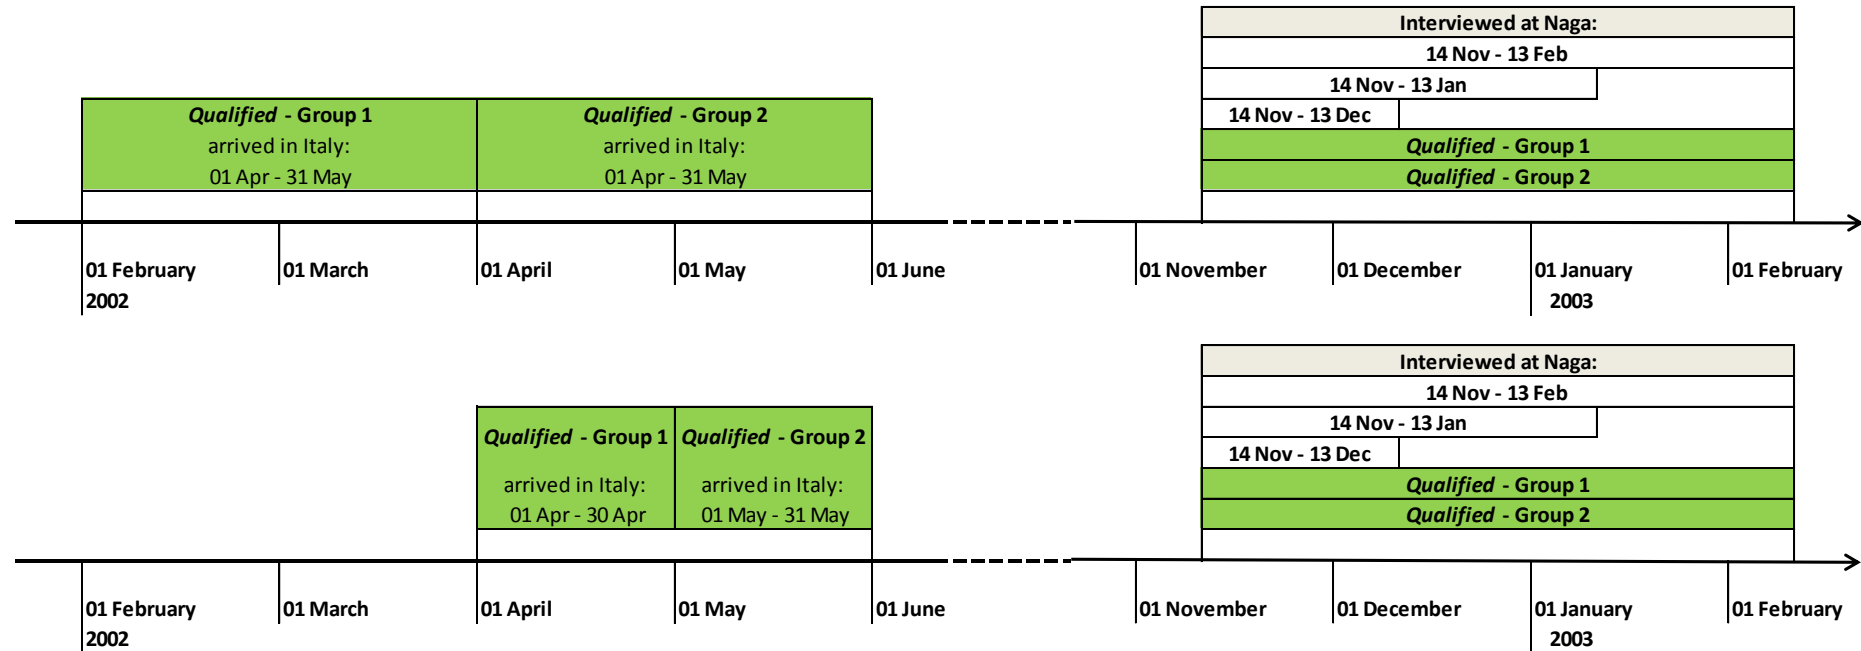 Interviewed at Naga:
14 Nov - 13 Feb
14 Nov - 13 Jan
14 Nov - 13 Dec
Qualified - Group 1
Qualified - Group 2
Qualified - Group 1
arrived in Italy:
01 Apr - 31 May
Qualified - Group 2
arrived in Italy:
01 Apr - 31 May
01 February
2002
01 March
01 April
01 May
01 June
01 November
01 December
01 January
2003
01 February
Interviewed at Naga:
14 Nov - 13 Feb
14 Nov - 13 Jan
14 Nov - 13 Dec
Qualified - Group 1
Qualified - Group 2
Qualified - Group 1
arrived in Italy:
01 Apr - 30 Apr
Qualified - Group 2
arrived in Italy:
01 May - 31 May
01 February
2002
01 March
01 April
01 May
01 June
01 November
01 December
01 January
2003
01 February